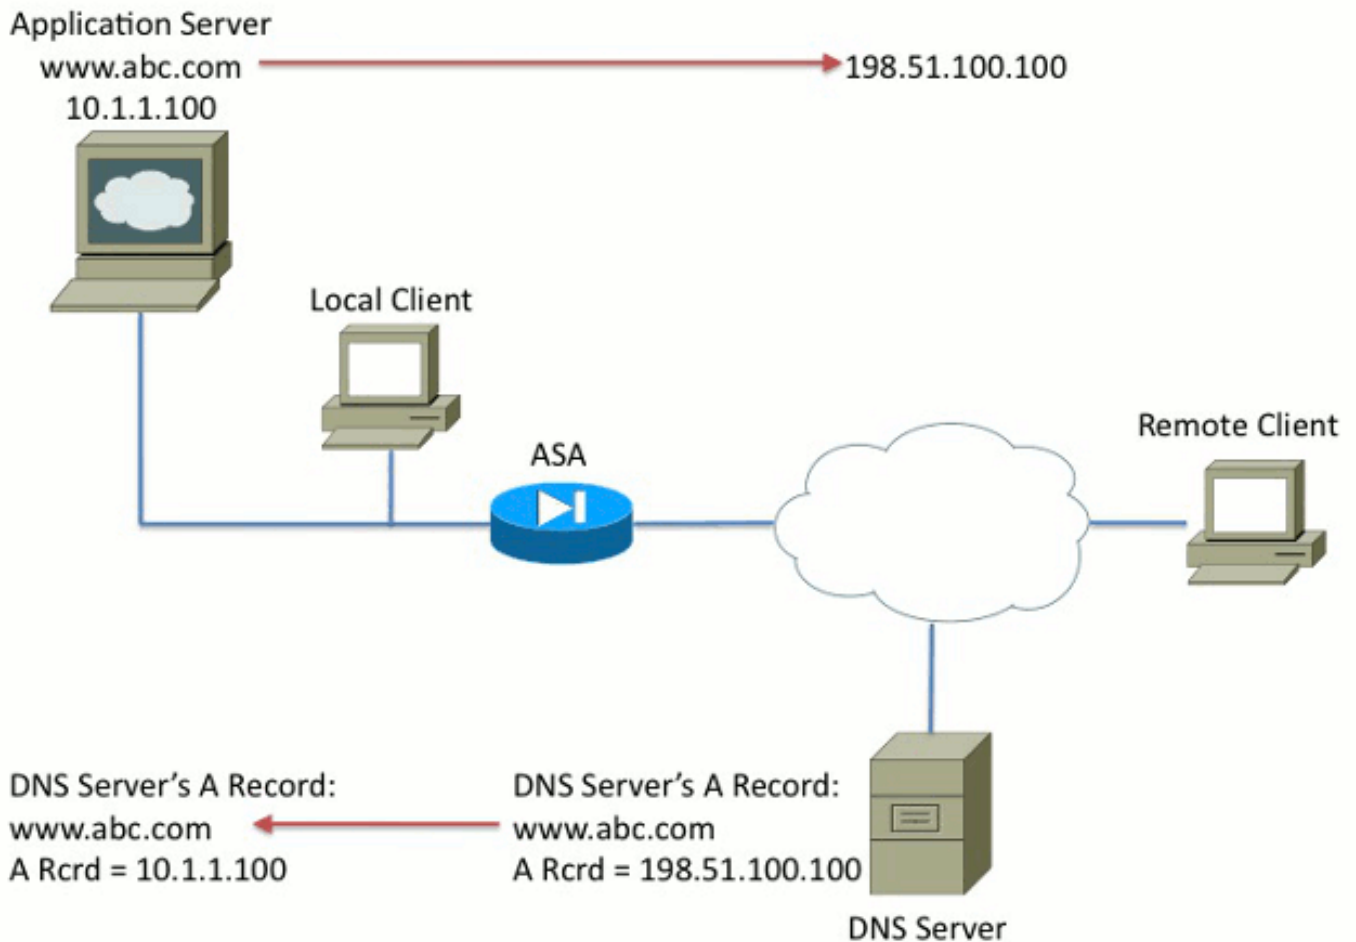 Application Server
www.abc.com
10.1.1.100
198.51.100.100
Local Client
ASA
Remote Client
DNS Server's A Record:
www.abc.com
A Rcrd = 10.1.1.100
DNS Server's A Record:
www.abc.com
A Rcrd = 198.51.100.100
DNS Server